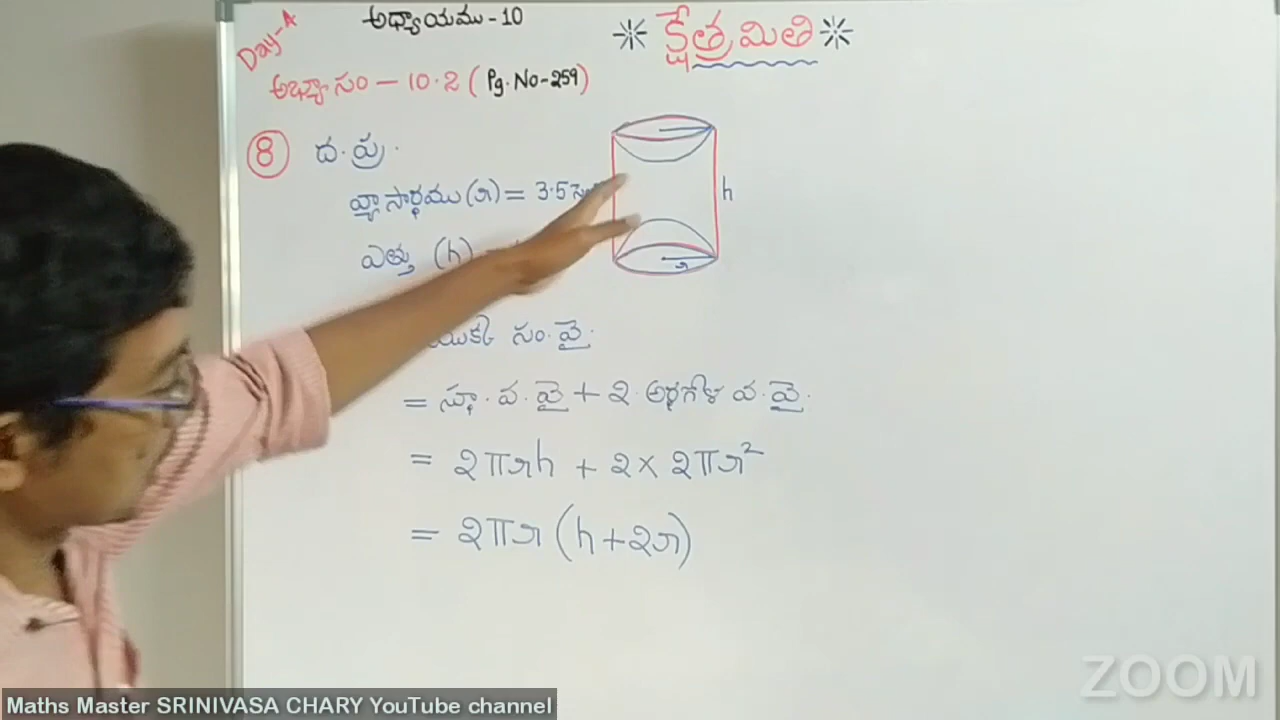 Day-4
అధ్యాయము - 10
* క్షేత్రమితి *
అభ్యాసం - 10.2 (Pg.No-259)
8 ద.ప్ర.
వ్యాసార్థము (r) = 3.5
ఎత్తు (h)
h
r
యొక్క సం.వై.
= స్థూ.వ.వై + 2 అర్థగోళ వ.వై.
= 2πrh + 2 × 2πr²
= 2πr (h + 2r)
ZOOM
Maths Master SRINIVASA CHARY YouTube channel